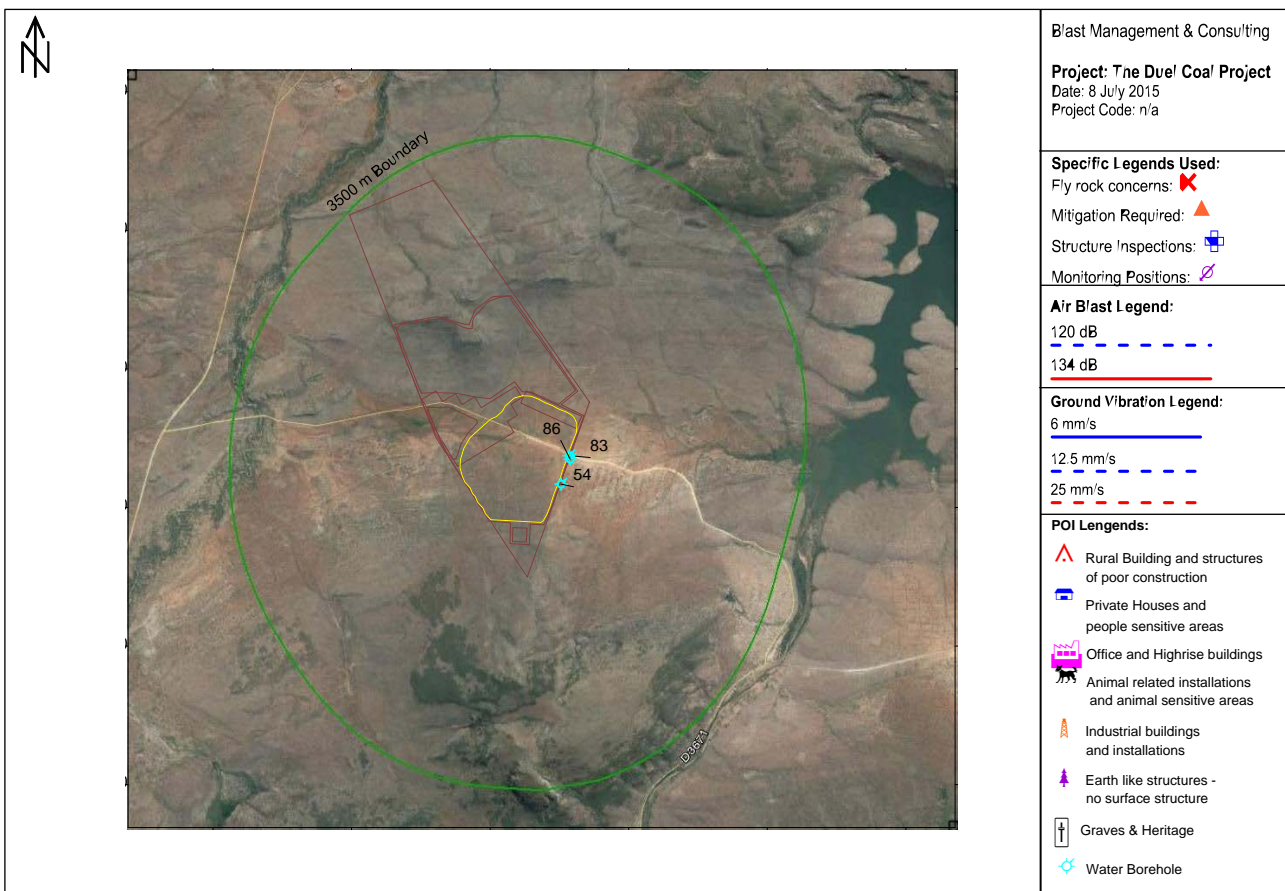 N
3500 m Boundary
86
83
54
D3671
Blast Management & Consulting
Project: The Duel Coal Project
Date: 8 July 2015
Project Code: n/a
Specific Legends Used:
Fly rock concerns:
Mitigation Required:
Structure Inspections:
Monitoring Positions:
Air Blast Legend:
120 dB
134 dB
Ground Vibration Legend:
6 mm/s
12.5 mm/s
25 mm/s
POI Lengends:
Rural Building and structures
of poor construction
Private Houses and
people sensitive areas
Office and Highrise buildings
Animal related installations
and animal sensitive areas
Industrial buildings
and installations
Earth like structures -
no surface structure
Graves & Heritage
Water Borehole